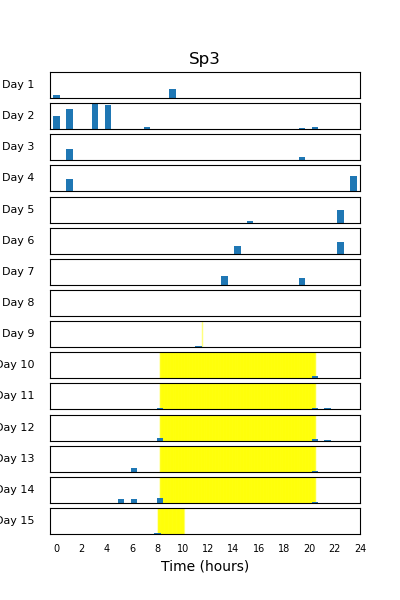 Sp3
Day 1
Day 2
Day 3
Day 4
Day 5
Day 6
Day 7
Day 8
Day 9
Day 10
Day 11
Day 12
Day 13
Day 14
Day 15
0 2 4 6 8 10 12 14 16 18 20 22 24
Time (hours)